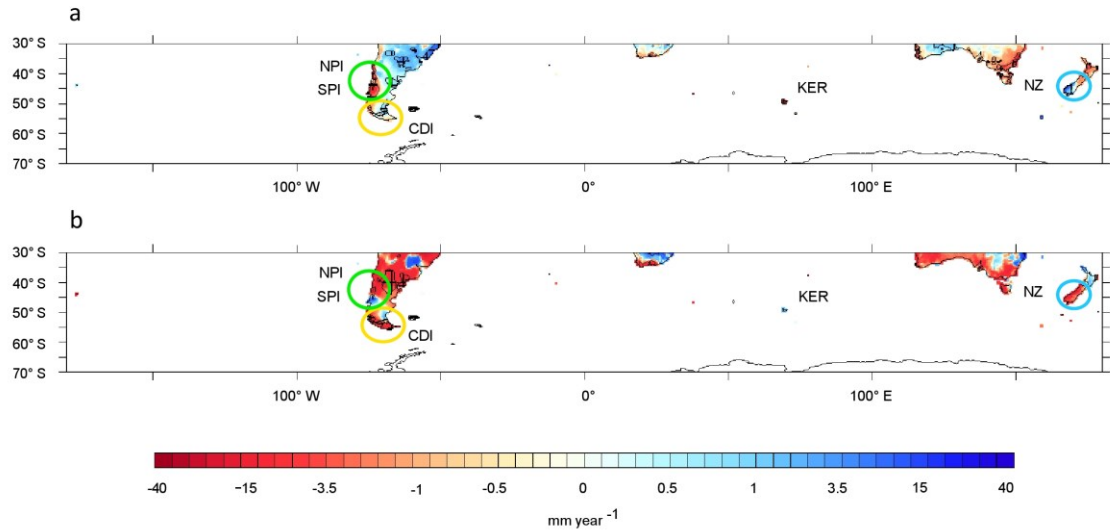 a
30° S
40° S
50° S
60° S
70° S
NPI
SPI
CDI
KER
NZ
100° W
0°
100° E
b
30° S
40° S
50° S
60° S
70° S
NPI
SPI
CDI
KER
NZ
100° W
0°
100° E
-40 −15 -3.5 -1 -0.5 0 0.5 1 3.5 15 40
mm year -1